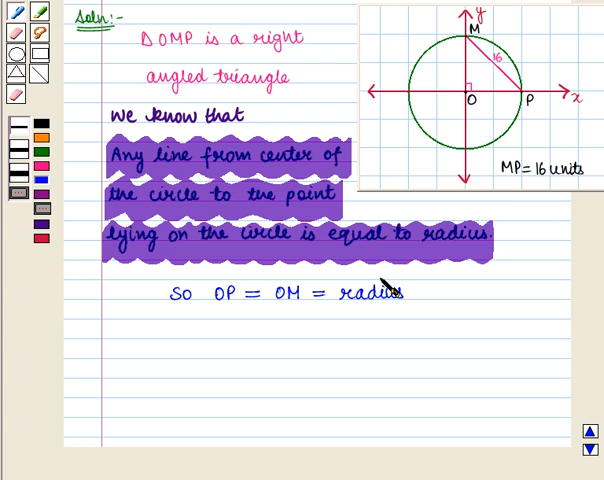 Soln:-
ΔOMP is a right
angled triangle
We know that
Any line from center of
the circle to the point
lying on the circle is equal to radius.
So OP = OM = radius
y
M
16
O
P
x
MP = 16 units